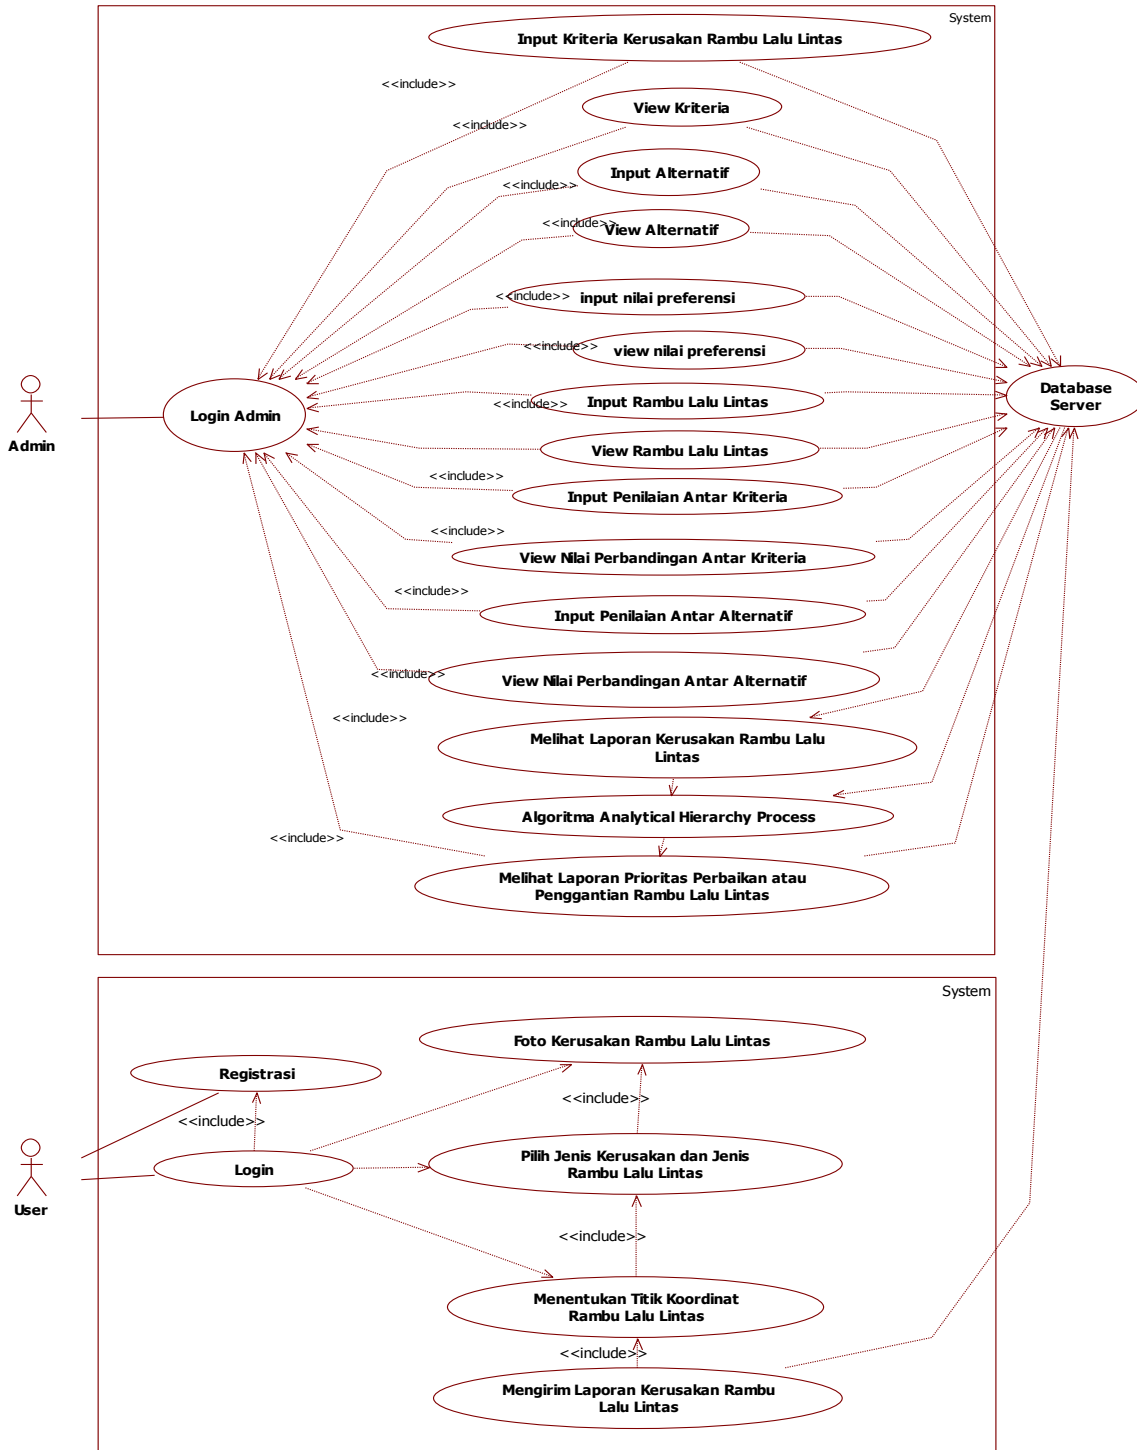 System
Input Kriteria Kerusakan Rambu Lalu Lintas
<<include>>
View Kriteria
<<include>>
Input Alternatif
<<include>>
<<include>>
View Alternatif
<<include>>
input nilai preferensi
<<include>>
view nilai preferensi
Database
Server
Input Rambu Lalu Lintas
<<include>>
Login Admin
Admin
View Rambu Lalu Lintas
<<include>>
Input Penilaian Antar Kriteria
<<include>>
View Nilai Perbandingan Antar Kriteria
<<include>>
Input Penilaian Antar Alternatif
<<include>>
View Nilai Perbandingan Antar Alternatif
<<include>>
Melihat Laporan Kerusakan Rambu Lalu
Lintas
Algoritma Analytical Hierarchy Process
<<include>>
Melihat Laporan Prioritas Perbaikan atau
Penggantian Rambu Lalu Lintas
System
Foto Kerusakan Rambu Lalu Lintas
Registrasi
<<include>>
<<include>>
Login
Pilih Jenis Kerusakan dan Jenis
Rambu Lalu Lintas
User
<<include>>
Menentukan Titik Koordinat
Rambu Lalu Lintas
<<include>>
Mengirim Laporan Kerusakan Rambu
Lalu Lintas